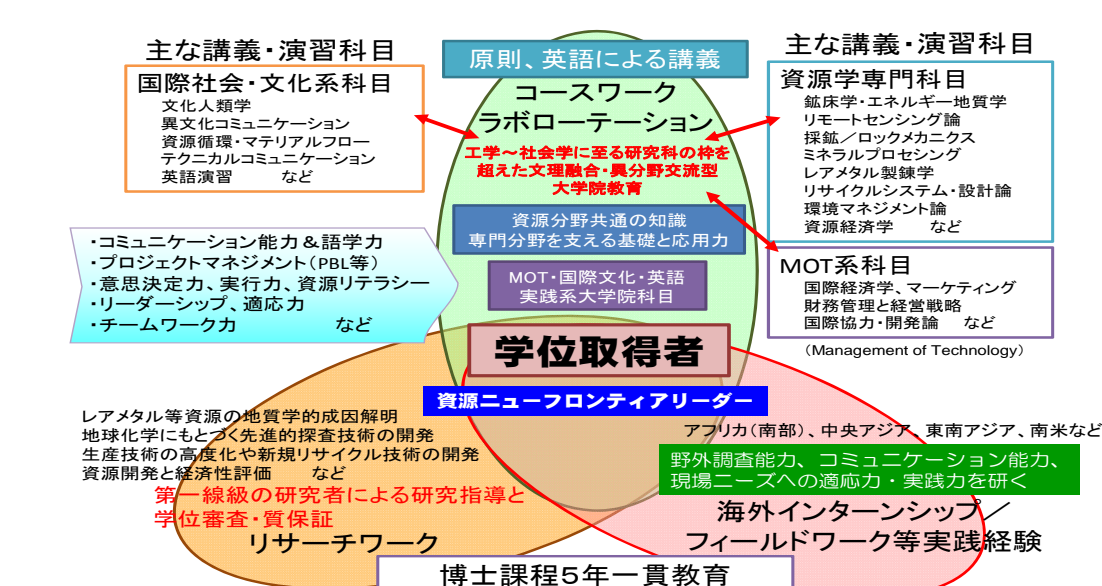 主な講義・演習科目
国際社会・文化系科目
文化人類学
異文化コミュニケーション
資源循環・マテリアルフロー
テクニカルコミュニケーション
英語演習　　など
原則、英語による講義
コースワーク
ラボローテーション
工学～社会学に至る研究科の枠を
超えた文理融合・異分野交流型
大学院教育
資源分野共通の知識
専門分野を支える基礎と応用力
MOT・国際文化・英語
実践系大学院科目
主な講義・演習科目
資源学専門科目
鉱床学・エネルギー地質学
リモートセンシング論
採鉱／ロックメカニクス
ミネラルプロセシング
レアメタル製錬学
リサイクルシステム・設計論
環境マネジメント論
資源経済学　　など
MOT系科目
国際経済学、マーケティング
財務管理と経営戦略
国際協力・開発論　など
（Management of Technology）
・コミュニケーション能力＆語学力
・プロジェクトマネジメント（PBL等）
・意思決定力、実行力、資源リテラシー
・リーダーシップ、適応力
・チームワーク力　　　　など
学位取得者
資源ニューフロンティアリーダー
レアメタル等資源の地質学的成因解明
地球化学にもとづく先進的探査技術の開発
生産技術の高度化や新規リサイクル技術の開発
資源開発と経済性評価　　など
第一線級の研究者による研究指導と
学位審査・質保証
リサーチワーク
アフリカ（南部）、中央アジア、東南アジア、南米など
野外調査能力、コミュニケーション能力、
現場ニーズへの適応力・実践力を研く
海外インターンシップ／
フィールドワーク等実践経験
博士課程5年一貫教育